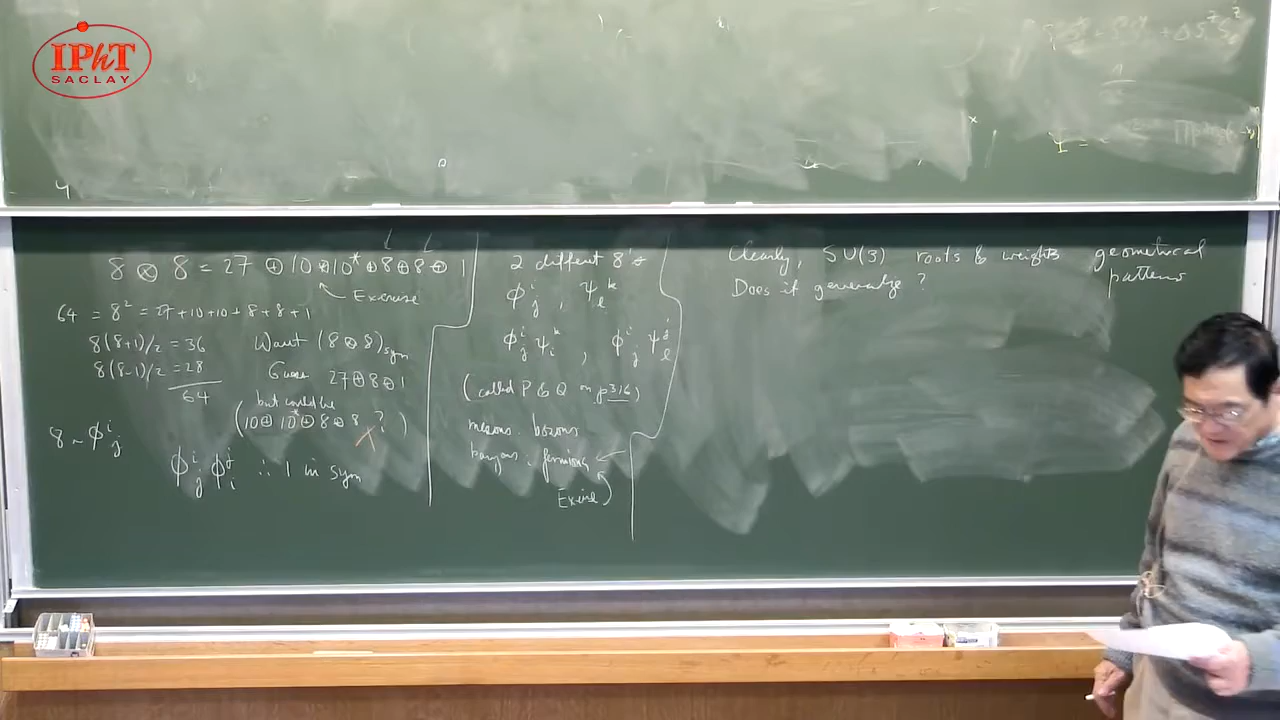 IPhT
SACLAY
8 ⊗ 8 = 27 ⊕ 10 ⊕ 10* ⊕ 8 ⊕ 8 ⊕ 1
Exercise
64 = 8² = 27 + 10 + 10 + 8 + 8 + 1
8(8+1)/2 = 36
Want (8 ⊗ 8)sym
8(8-1)/2 = 28
Guess 27 ⊕ 8 ⊕ 1
64
but could be
(10 ⊕ 10* ⊕ 8 ⊕ 8 ?)
8 ~ ϕ^i_j
ϕ^i_j ϕ^j_i ∴ 1 in sym
2 different 8's
ϕ^i_j , ψ^k_l
ϕ^i_j ψ^k_i , ϕ^i_j ψ^j_l
(called P & Q on p316)
mesons : bosons
baryons : fermions
Exercise
Clearly, SU(3) roots & weights geometrical patterns
Does it generalize ?